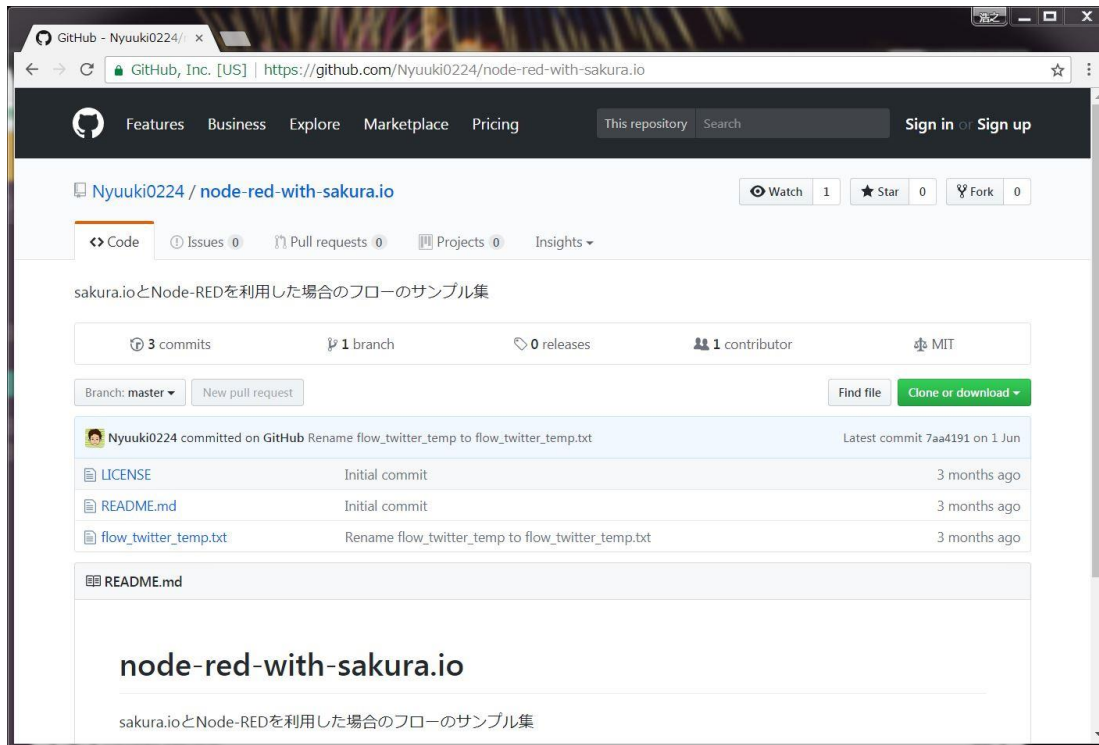 浩之
GitHub - Nyuuki0224/
GitHub, Inc. [US] | https://github.com/Nyuuki0224/node-red-with-sakura.io
Features Business Explore Marketplace Pricing This repository Search Sign in or Sign up
Nyuuki0224 / node-red-with-sakura.io Watch 1 Star 0 Fork 0
Code Issues 0 Pull requests 0 Projects 0 Insights
sakura.ioとNode-REDを利用した場合のフローのサンプル集
3 commits 1 branch 0 releases 1 contributor MIT
Branch: master New pull request Find file Clone or download
Nyuuki0224 committed on GitHub Rename flow_twitter_temp to flow_twitter_temp.txt Latest commit 7aa4191 on 1 Jun
LICENSE Initial commit 3 months ago
README.md Initial commit 3 months ago
flow_twitter_temp.txt Rename flow_twitter_temp to flow_twitter_temp.txt 3 months ago
README.md
node-red-with-sakura.io
sakura.ioとNode-REDを利用した場合のフローのサンプル集